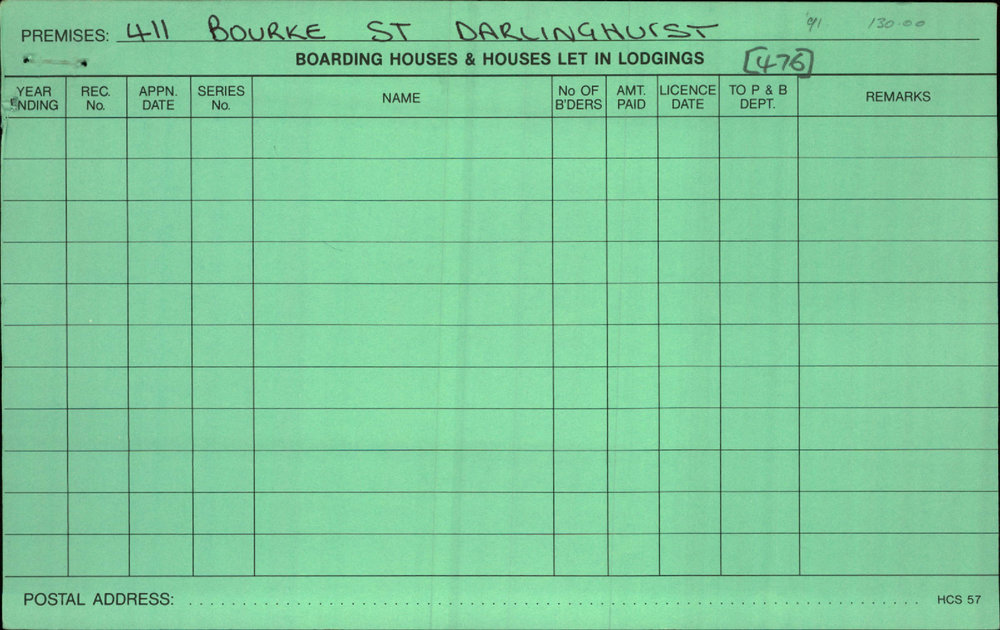 PREMISES: 411 BOURKE ST DARLINGHURST '91 130.00
BOARDING HOUSES & HOUSES LET IN LODGINGS [476]
YEAR ENDING REC. No. APPN. DATE SERIES No. NAME No OF B'DERS AMT. PAID LICENCE DATE TO P & B DEPT. REMARKS
POSTAL ADDRESS: HCS 57